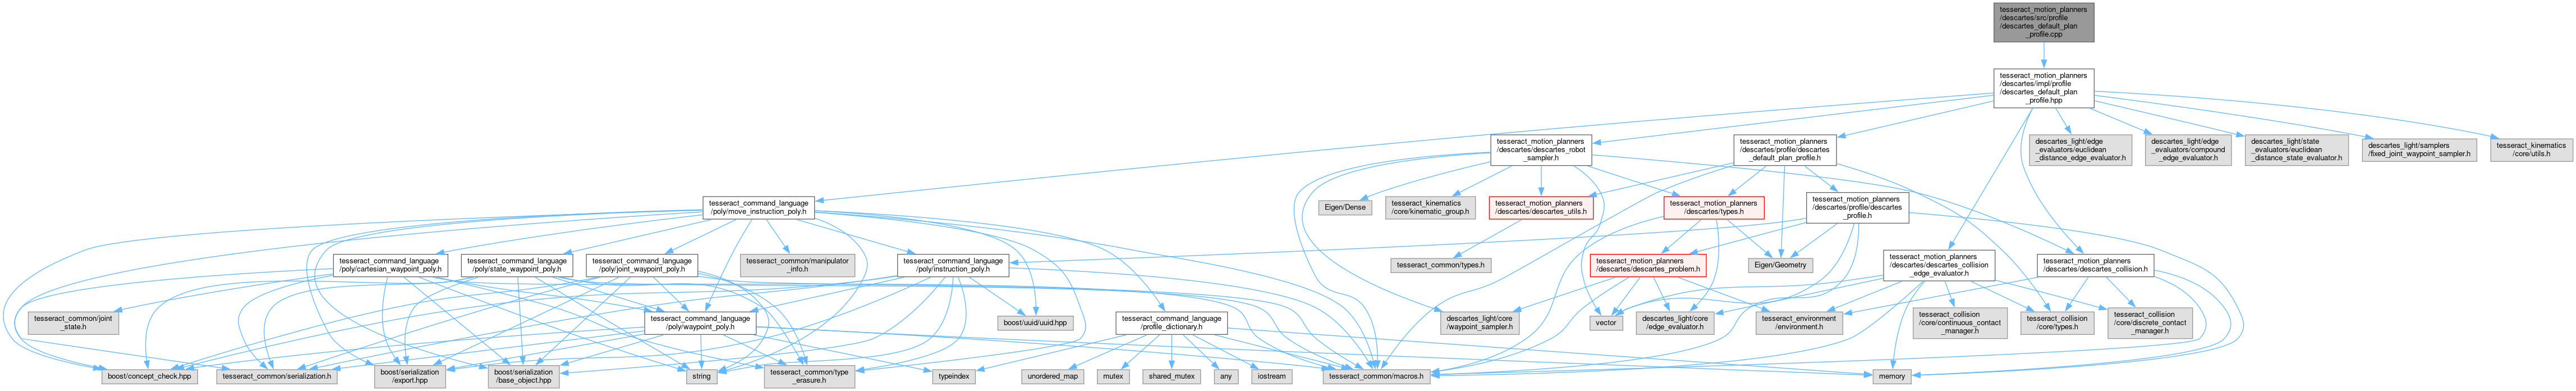 tesseract_motion_planners
/descartes/src/profile
/descartes_default_plan
_profile.cpp
tesseract_motion_planners
/descartes/impl/profile
/descartes_default_plan
_profile.hpp
tesseract_motion_planners
/descartes/descartes_robot
_sampler.h
tesseract_motion_planners
/descartes/profile/descartes
_default_plan_profile.h
descartes_light/edge
_evaluators/euclidean
_distance_edge_evaluator.h
descartes_light/edge
_evaluators/compound
_edge_evaluator.h
descartes_light/state
_evaluators/euclidean
_distance_state_evaluator.h
descartes_light/samplers
/fixed_joint_waypoint_sampler.h
tesseract_kinematics
/core/utils.h
tesseract_command_language
/poly/move_instruction_poly.h
Eigen/Dense
tesseract_kinematics
/core/kinematic_group.h
tesseract_motion_planners
/descartes/descartes_utils.h
tesseract_motion_planners
/descartes/types.h
tesseract_motion_planners
/descartes/profile/descartes
_profile.h
tesseract_command_language
/poly/cartesian_waypoint_poly.h
tesseract_command_language
/poly/state_waypoint_poly.h
tesseract_command_language
/poly/joint_waypoint_poly.h
tesseract_common/manipulator
_info.h
tesseract_command_language
/poly/instruction_poly.h
tesseract_common/types.h
tesseract_motion_planners
/descartes/descartes_problem.h
Eigen/Geometry
tesseract_motion_planners
/descartes/descartes_collision
_edge_evaluator.h
tesseract_motion_planners
/descartes/descartes_collision.h
tesseract_common/joint
_state.h
tesseract_command_language
/poly/waypoint_poly.h
boost/uuid/uuid.hpp
tesseract_command_language
/profile_dictionary.h
descartes_light/core
/waypoint_sampler.h
vector
descartes_light/core
/edge_evaluator.h
tesseract_environment
/environment.h
tesseract_collision
/core/continuous_contact
_manager.h
tesseract_collision
/core/types.h
tesseract_collision
/core/discrete_contact
_manager.h
boost/concept_check.hpp
tesseract_common/serialization.h
boost/serialization
/export.hpp
boost/serialization
/base_object.hpp
string
tesseract_common/type
_erasure.h
typeindex
unordered_map
mutex
shared_mutex
any
iostream
tesseract_common/macros.h
memory